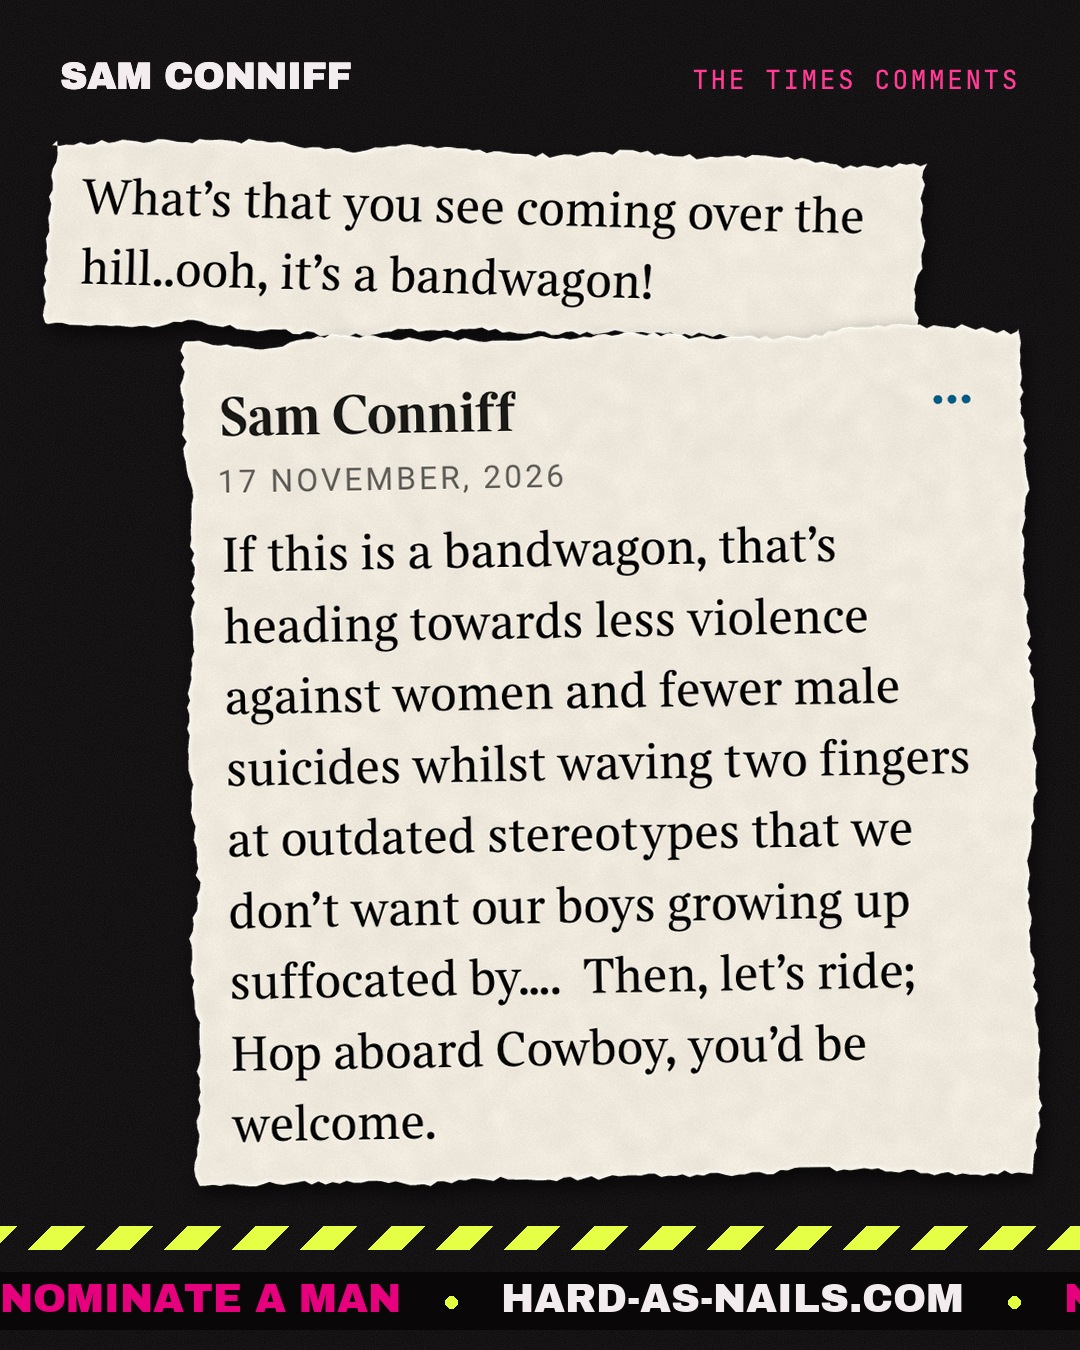 SAM CONNIFF
THE TIMES COMMENTS
What’s that you see coming over the
hill..ooh, it’s a bandwagon!
Sam Conniff
17 NOVEMBER, 2026
If this is a bandwagon, that’s
heading towards less violence
against women and fewer male
suicides whilst waving two fingers
at outdated stereotypes that we
don’t want our boys growing up
suffocated by....  Then, let’s ride;
Hop aboard Cowboy, you’d be
welcome.
NOMINATE A MAN • HARD-AS-NAILS.COM •